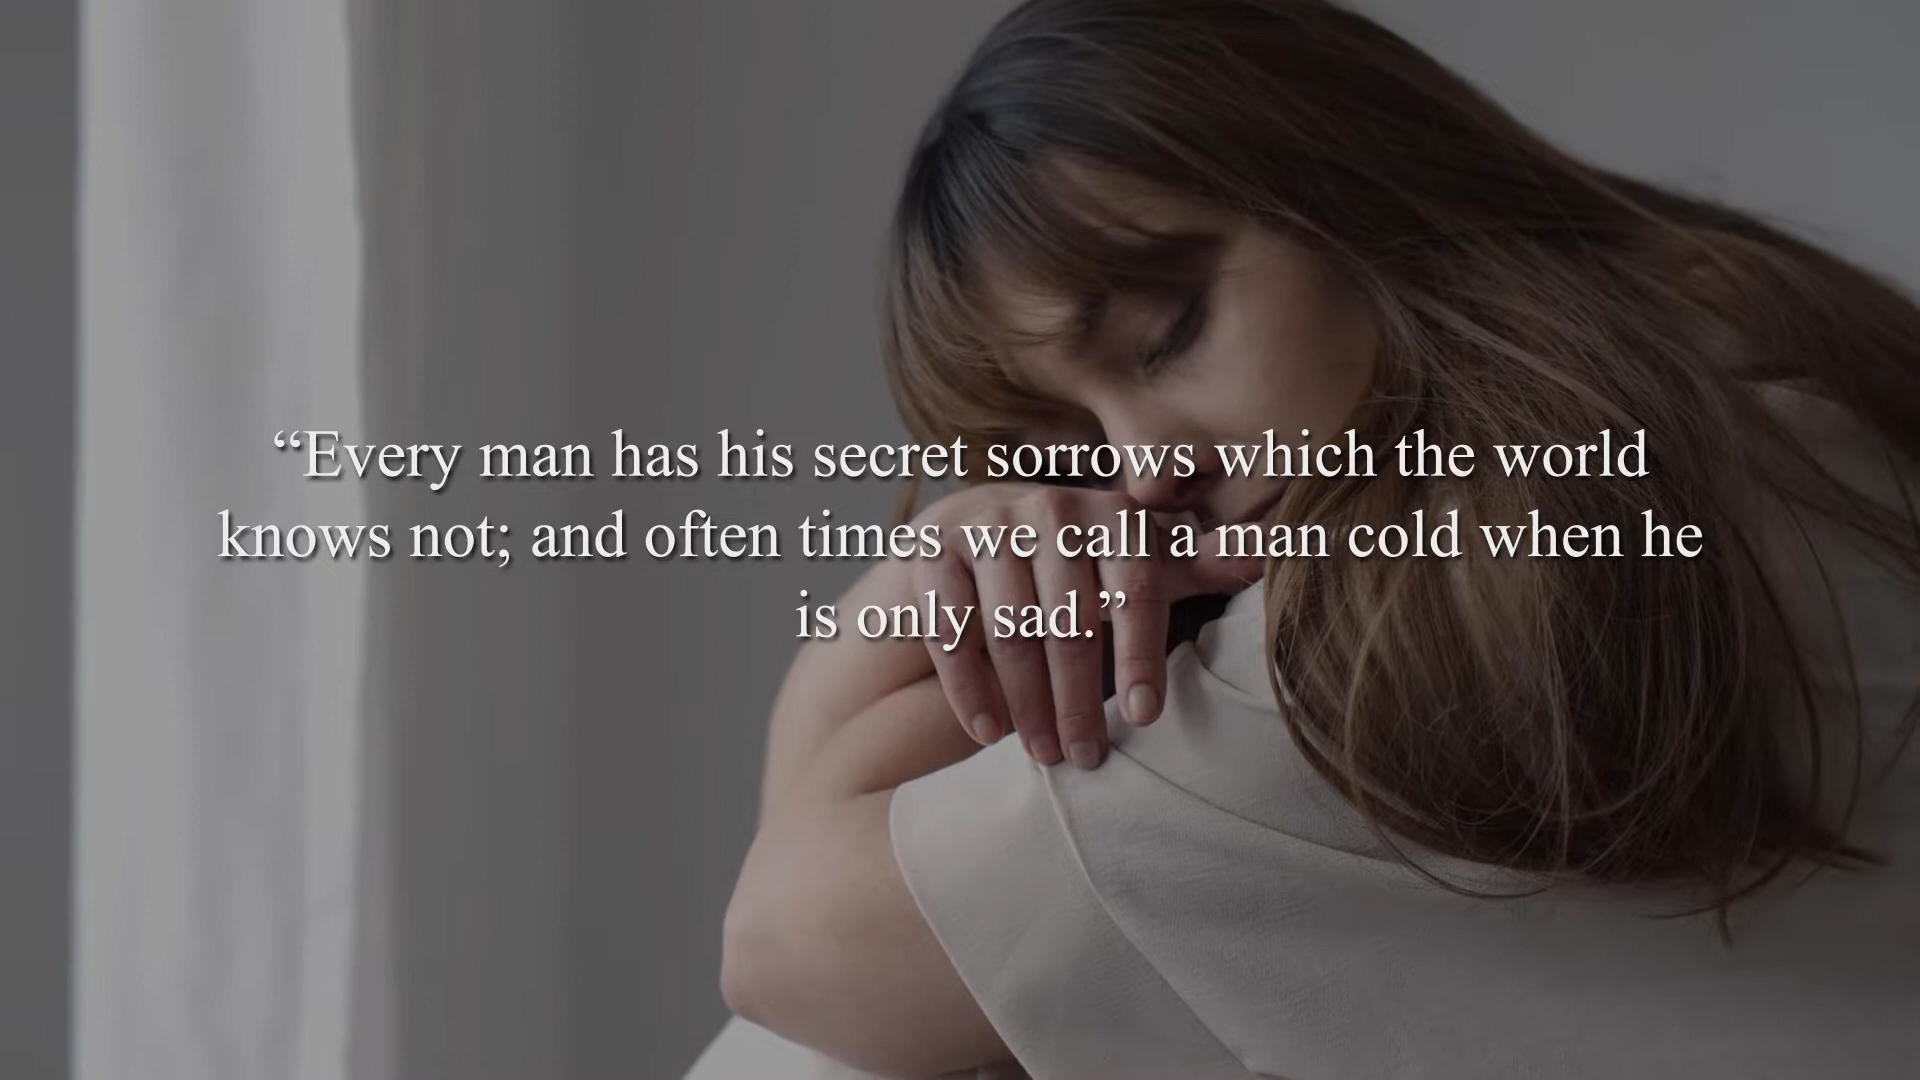 “Every man has his secret sorrows which the world
knows not; and often times we call a man cold when he
is only sad.”